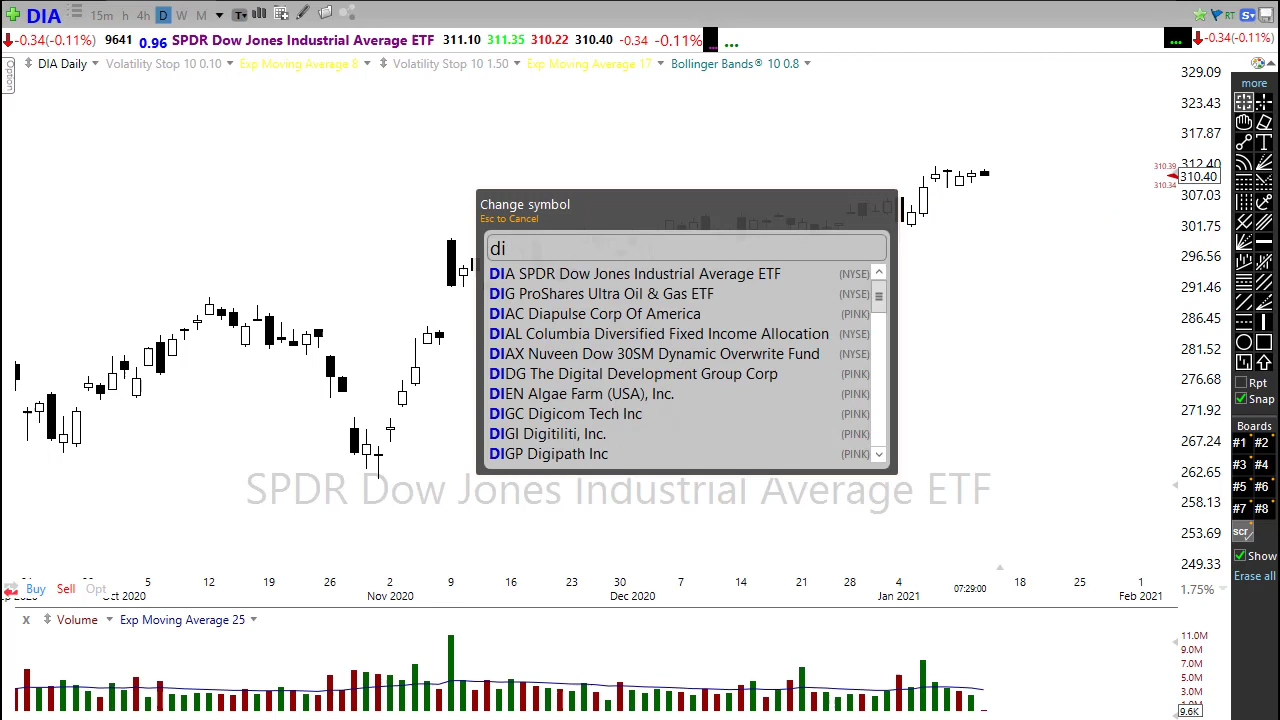 DIA 15m h 4h D W M T RT S
-0.34(-0.11%) 9641 0.96 SPDR Dow Jones Industrial Average ETF 311.10 311.35 310.22 310.40 -0.34 -0.11% ... ... -0.34(-0.11%)
Option
DIA Daily Volatility Stop 10 0.10 Exp Moving Average 8 Volatility Stop 10 1.50 Exp Moving Average 17 Bollinger Bands® 10 0.8
329.09
323.43
317.87
312.40
310.39
310.40
310.34
307.03
301.75
296.56
291.46
286.45
281.52
276.68
271.92
267.24
262.65
258.13
253.69
249.33
1.75%
more
T
Rpt
Snap
Boards
#1 #2
#3 #4
#5 #6
#7 #8
scr
Show
Erase all
Change symbol
Esc to Cancel
di
DIA SPDR Dow Jones Industrial Average ETF (NYSE)
DIG ProShares Ultra Oil & Gas ETF (NYSE)
DIAC Diapulse Corp Of America (PINK)
DIAL Columbia Diversified Fixed Income Allocation (NYSE)
DIAX Nuveen Dow 30SM Dynamic Overwrite Fund (NYSE)
DIDG The Digital Development Group Corp (PINK)
DIEN Algae Farm (USA), Inc. (PINK)
DIGC Digicom Tech Inc (PINK)
DIGI Digitiliti, Inc. (PINK)
DIGP Digipath Inc (PINK)
SPDR Dow Jones Industrial Average ETF
5 12 19 26 2 9 16 23 30 7 14 21 28 4 18 25 1
Buy Sell Opt 07:29:00
Oct 2020 Nov 2020 Dec 2020 Jan 2021 Feb 2021
x Volume Exp Moving Average 25
11.0M
9.0M
7.0M
5.0M
3.0M
9.6K